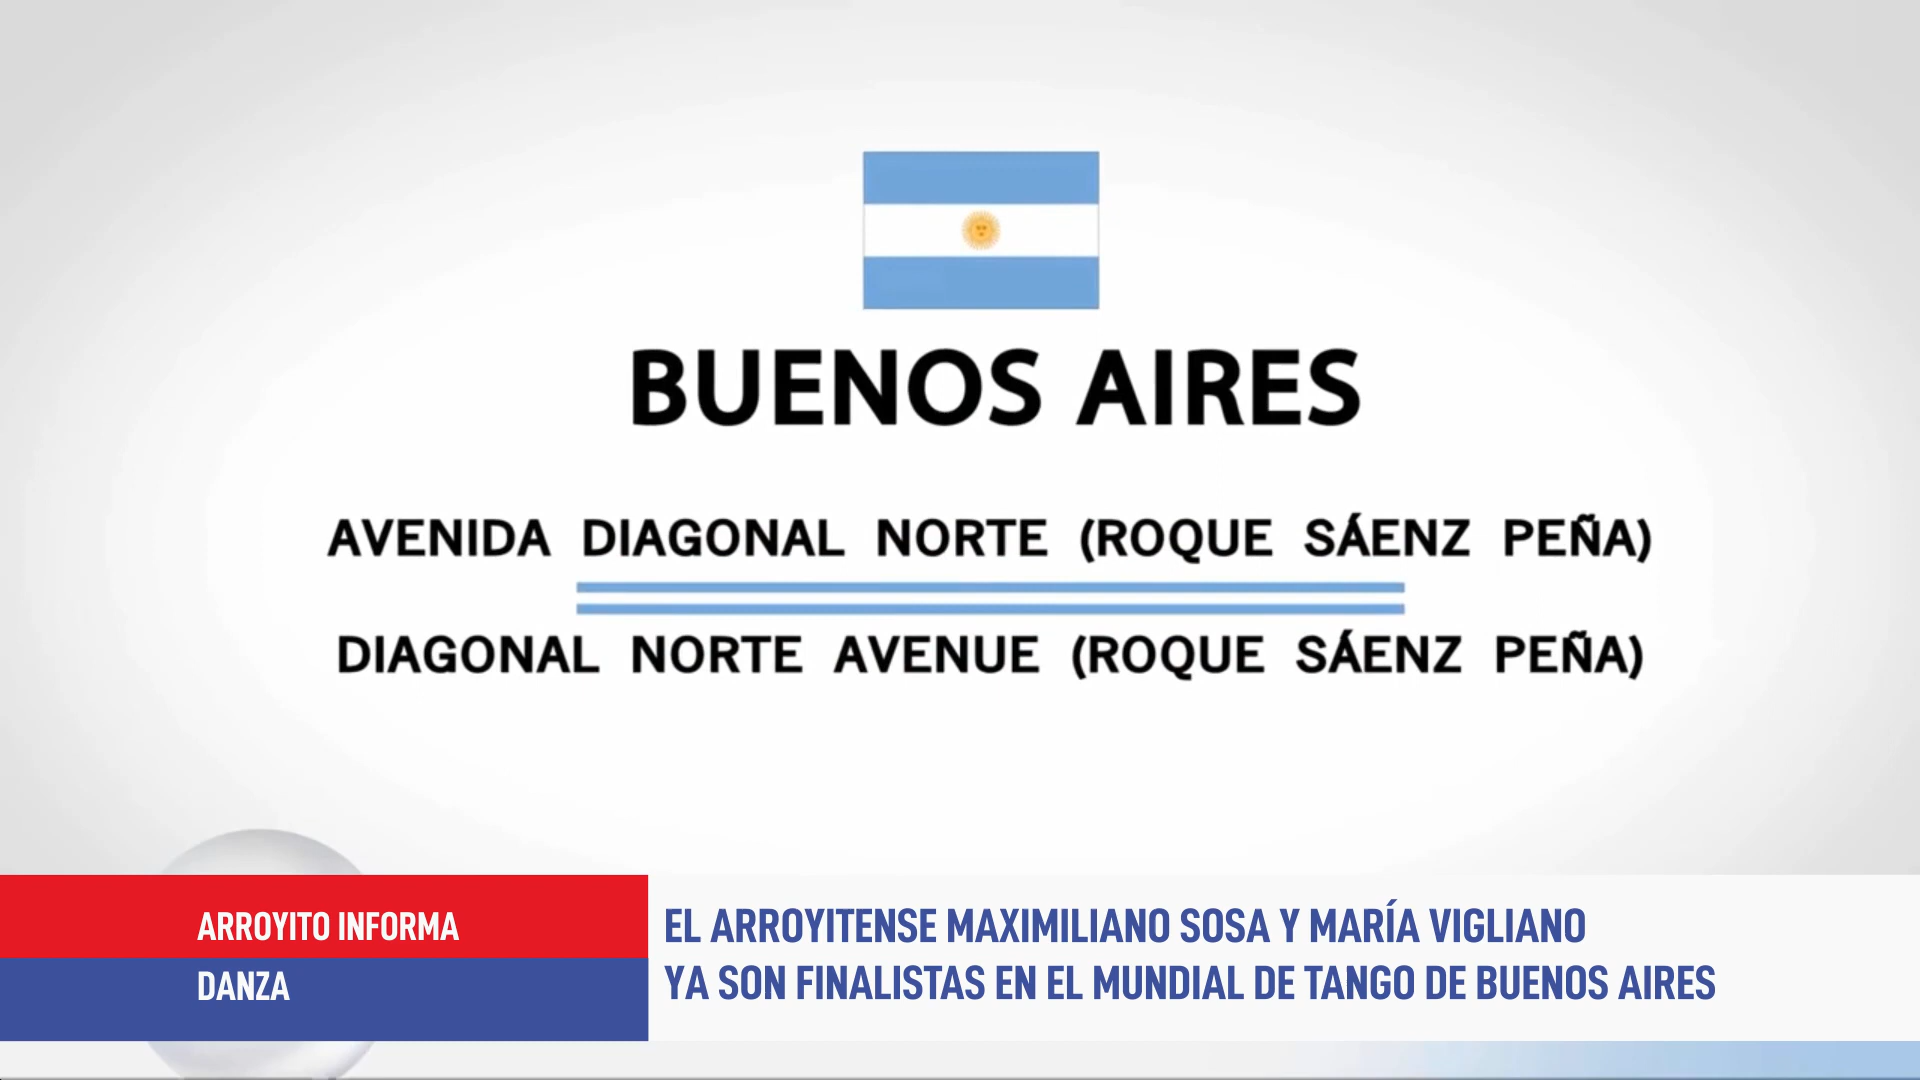 BUENOS AIRES
AVENIDA DIAGONAL NORTE (ROQUE SÁENZ PEÑA)
DIAGONAL NORTE AVENUE (ROQUE SÁENZ PEÑA)
ARROYITO INFORMA
DANZA
EL ARROYITENSE MAXIMILIANO SOSA Y MARÍA VIGLIANO
YA SON FINALISTAS EN EL MUNDIAL DE TANGO DE BUENOS AIRES